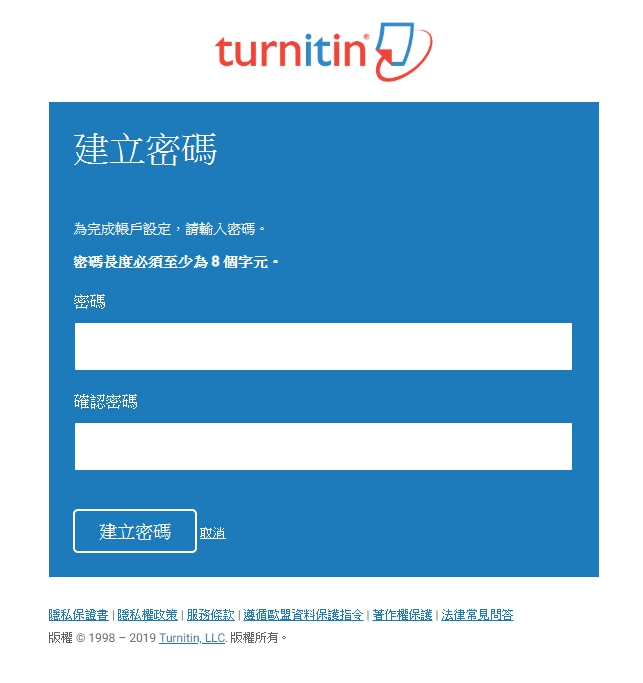 turnitin®
建立密碼
為完成帳戶設定，請輸入密碼。
密碼長度必須至少為 8 個字元。
密碼
確認密碼
建立密碼 取消
隱私保證書 | 隱私權政策 | 服務條款 | 遵循歐盟資料保護指令 | 著作權保護 | 法律常見問答
版權 © 1998 – 2019 Turnitin, LLC. 版權所有。